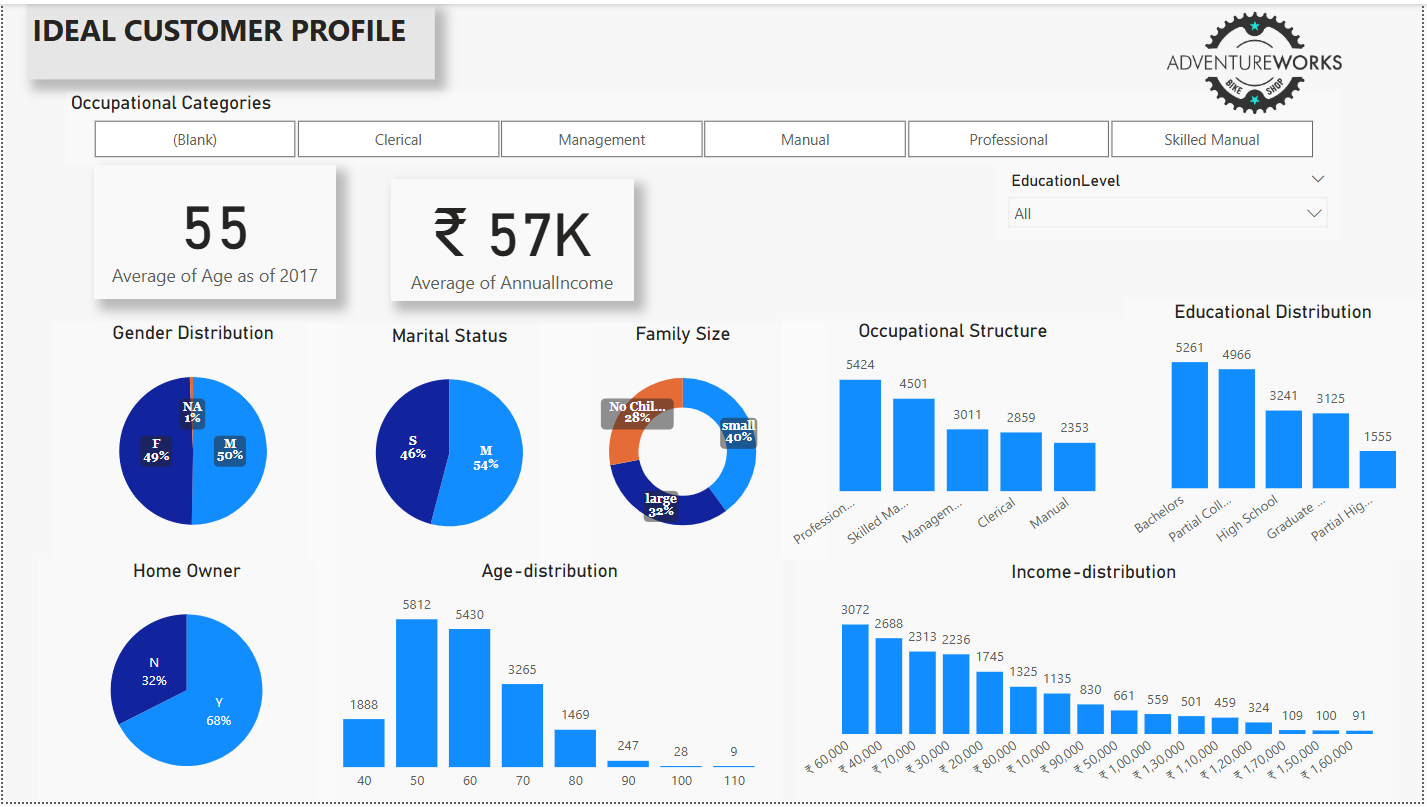 IDEAL CUSTOMER PROFILE
ADVENTUREWORKS
BIKE SHOP
Occupational Categories
(Blank) Clerical Management Manual Professional Skilled Manual
EducationLevel
All
55
Average of Age as of 2017
₹ 57K
Average of AnnualIncome
Gender Distribution
NA
1%
F
49%
M
50%
Marital Status
S
46%
M
54%
Family Size
No Chil...
28%
small
40%
large
32%
Occupational Structure
5424
4501
3011
2859
2353
Profession...
Skilled Ma...
Managem...
Clerical
Manual
Educational Distribution
5261
4966
3241
3125
1555
Bachelors
Partial Coll...
High School
Graduate ...
Partial Hig...
Home Owner
N
32%
Y
68%
Age-distribution
5812
5430
3265
1888
1469
247
28
9
40 50 60 70 80 90 100 110
Income-distribution
3072
2688
2313
2236
1745
1325
1135
830
661
559
501
459
324
109
100
91
₹ 60,000
₹ 40,000
₹ 70,000
₹ 30,000
₹ 20,000
₹ 80,000
₹ 10,000
₹ 90,000
₹ 50,000
₹ 1,00,000
₹ 1,30,000
₹ 1,10,000
₹ 1,20,000
₹ 1,70,000
₹ 1,50,000
₹ 1,60,000